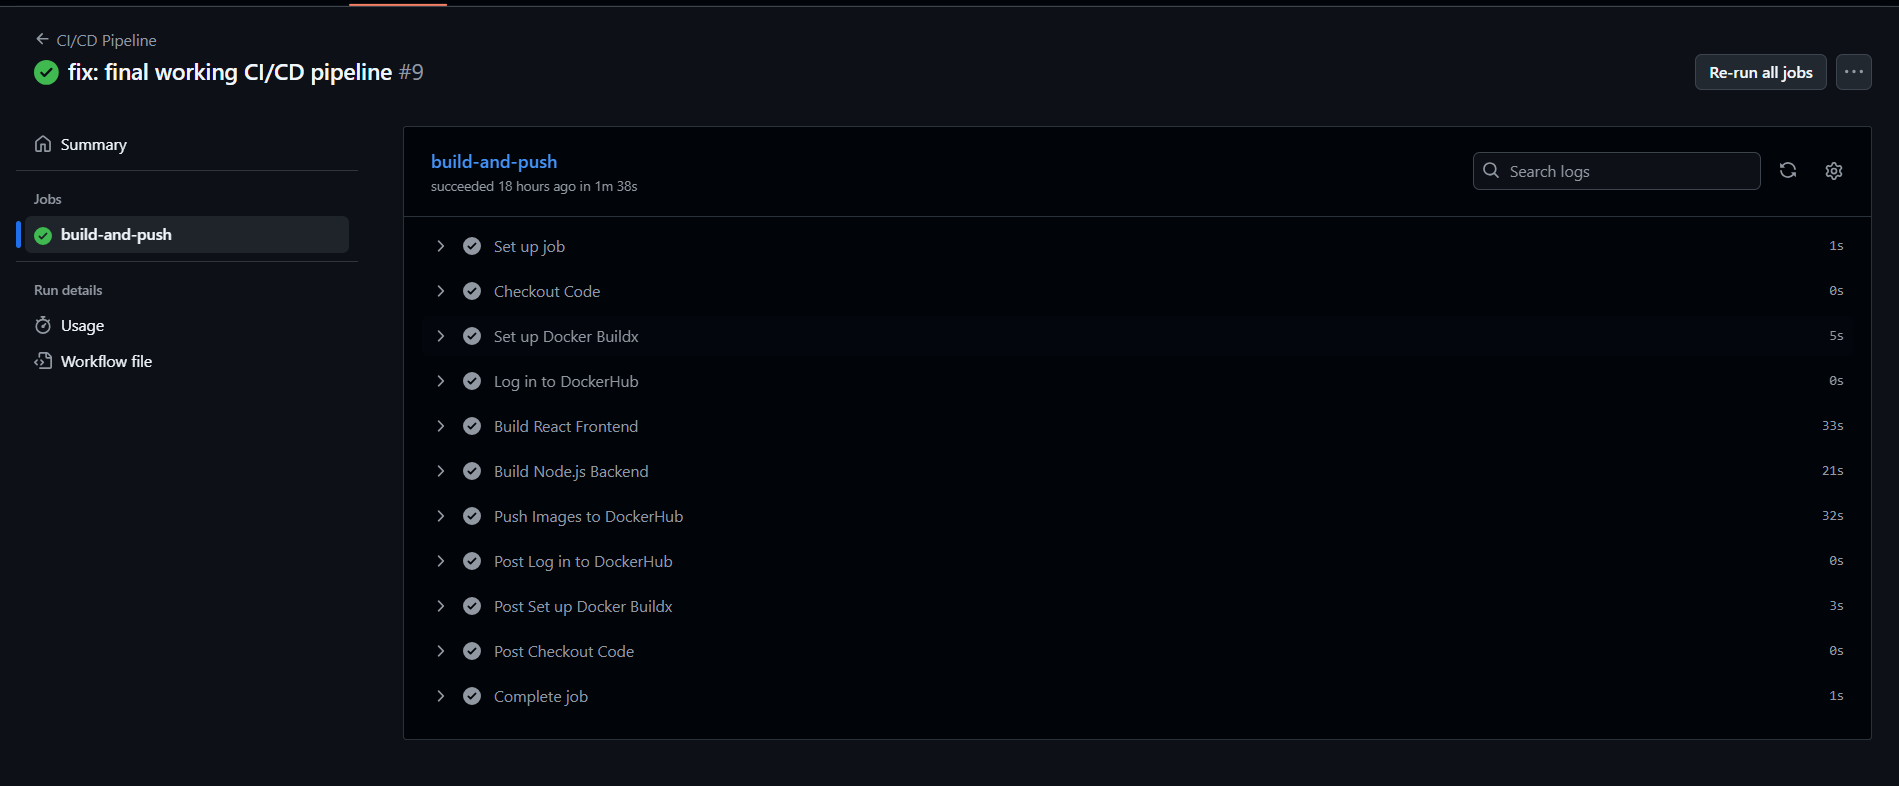 CI/CD Pipeline
fix: final working CI/CD pipeline #9
Re-run all jobs
Summary
Jobs
build-and-push
Run details
Usage
Workflow file
build-and-push
succeeded 18 hours ago in 1m 38s
Search logs
Set up job 1s
Checkout Code 0s
Set up Docker Buildx 5s
Log in to DockerHub 0s
Build React Frontend 33s
Build Node.js Backend 21s
Push Images to DockerHub 32s
Post Log in to DockerHub 0s
Post Set up Docker Buildx 3s
Post Checkout Code 0s
Complete job 1s